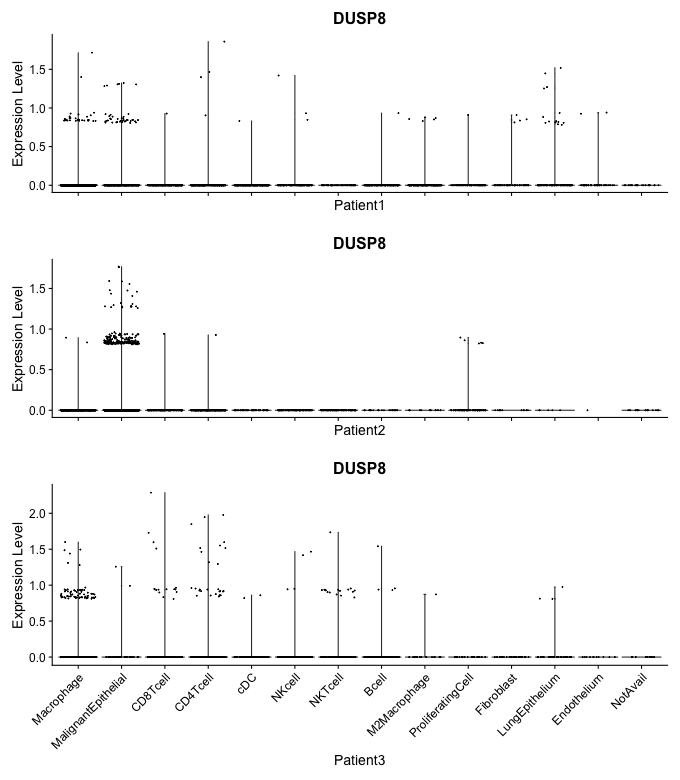 DUSP8
Expression Level
1.5
1.0
0.5
0.0
Patient1
DUSP8
Expression Level
1.5
1.0
0.5
0.0
Patient2
DUSP8
Expression Level
2.0
1.5
1.0
0.5
0.0
Macrophage
MalignantEpithelial
CD8Tcell
CD4Tcell
cDC
NKcell
NKTcell
Bcell
M2Macrophage
ProliferatingCell
Fibroblast
LungEpithelium
Endothelium
NotAvail
Patient3